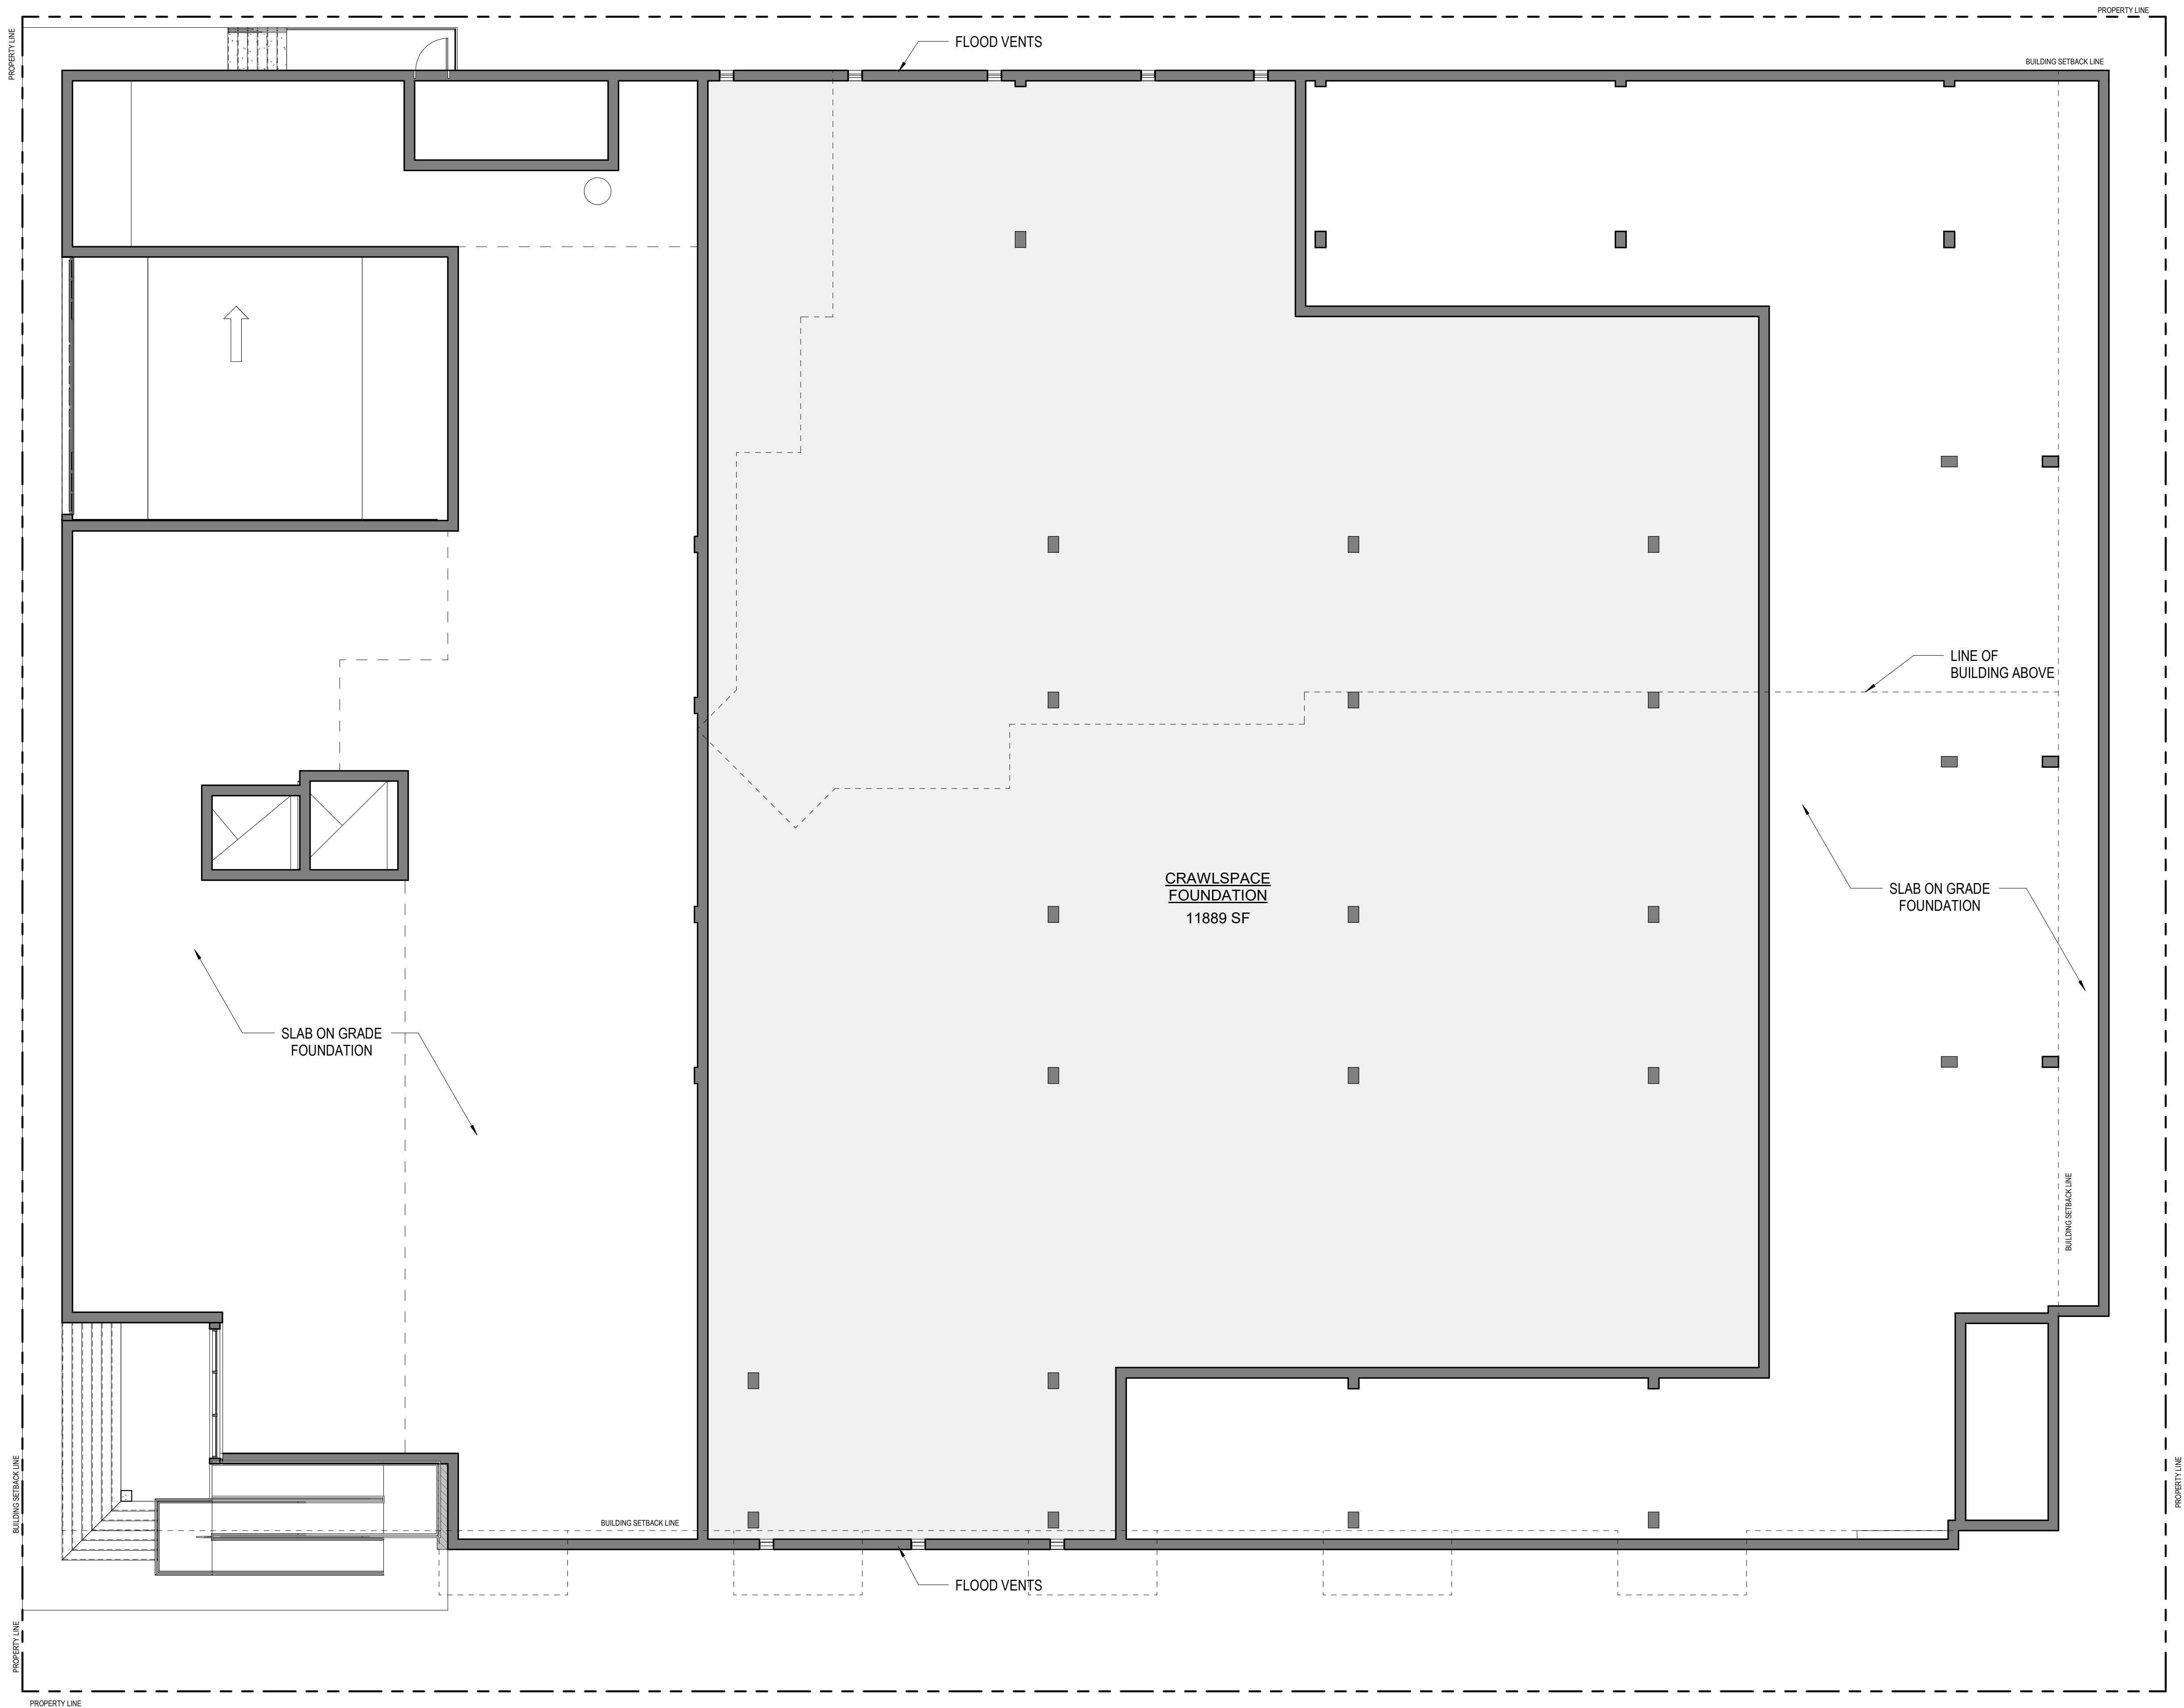 PROPERTY LINE
PROPERTY LINE
FLOOD VENTS
BUILDING SETBACK LINE
LINE OF
BUILDING ABOVE
CRAWLSPACE
FOUNDATION
11889 SF
SLAB ON GRADE
FOUNDATION
SLAB ON GRADE
FOUNDATION
BUILDING SETBACK LINE
BUILDING SETBACK LINE
BUILDING SETBACK LINE
PROPERTY LINE
FLOOD VENTS
PROPERTY LINE
PROPERTY LINE